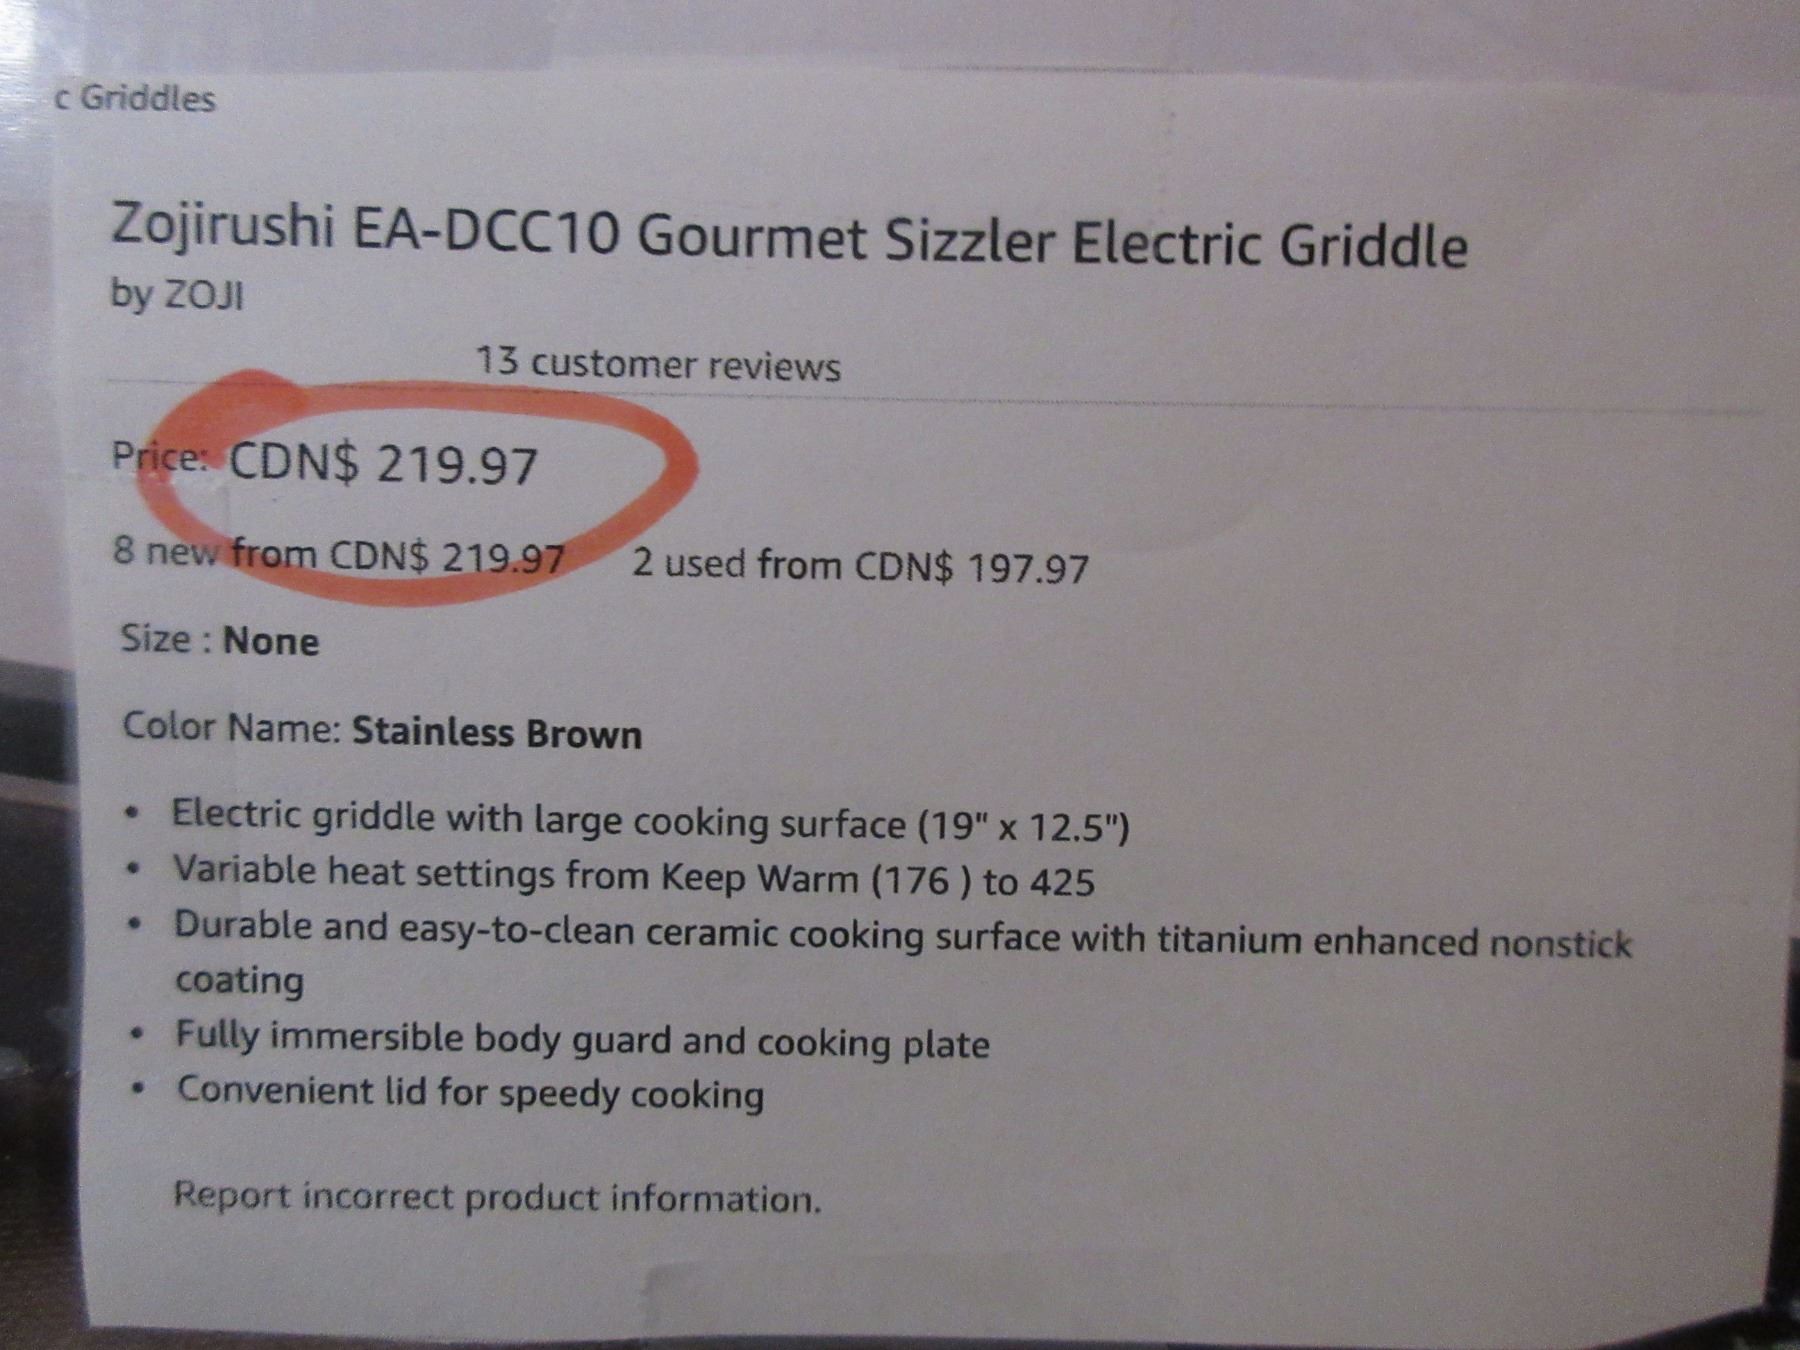 c Griddles
Zojirushi EA-DCC10 Gourmet Sizzler Electric Griddle
by ZOJI
13 customer reviews
Price: CDN$ 219.97
8 new from CDN$ 219.97 2 used from CDN$ 197.97
Size : None
Color Name: Stainless Brown
• Electric griddle with large cooking surface (19" x 12.5")
• Variable heat settings from Keep Warm (176 ) to 425
• Durable and easy-to-clean ceramic cooking surface with titanium enhanced nonstick
coating
• Fully immersible body guard and cooking plate
• Convenient lid for speedy cooking
Report incorrect product information.